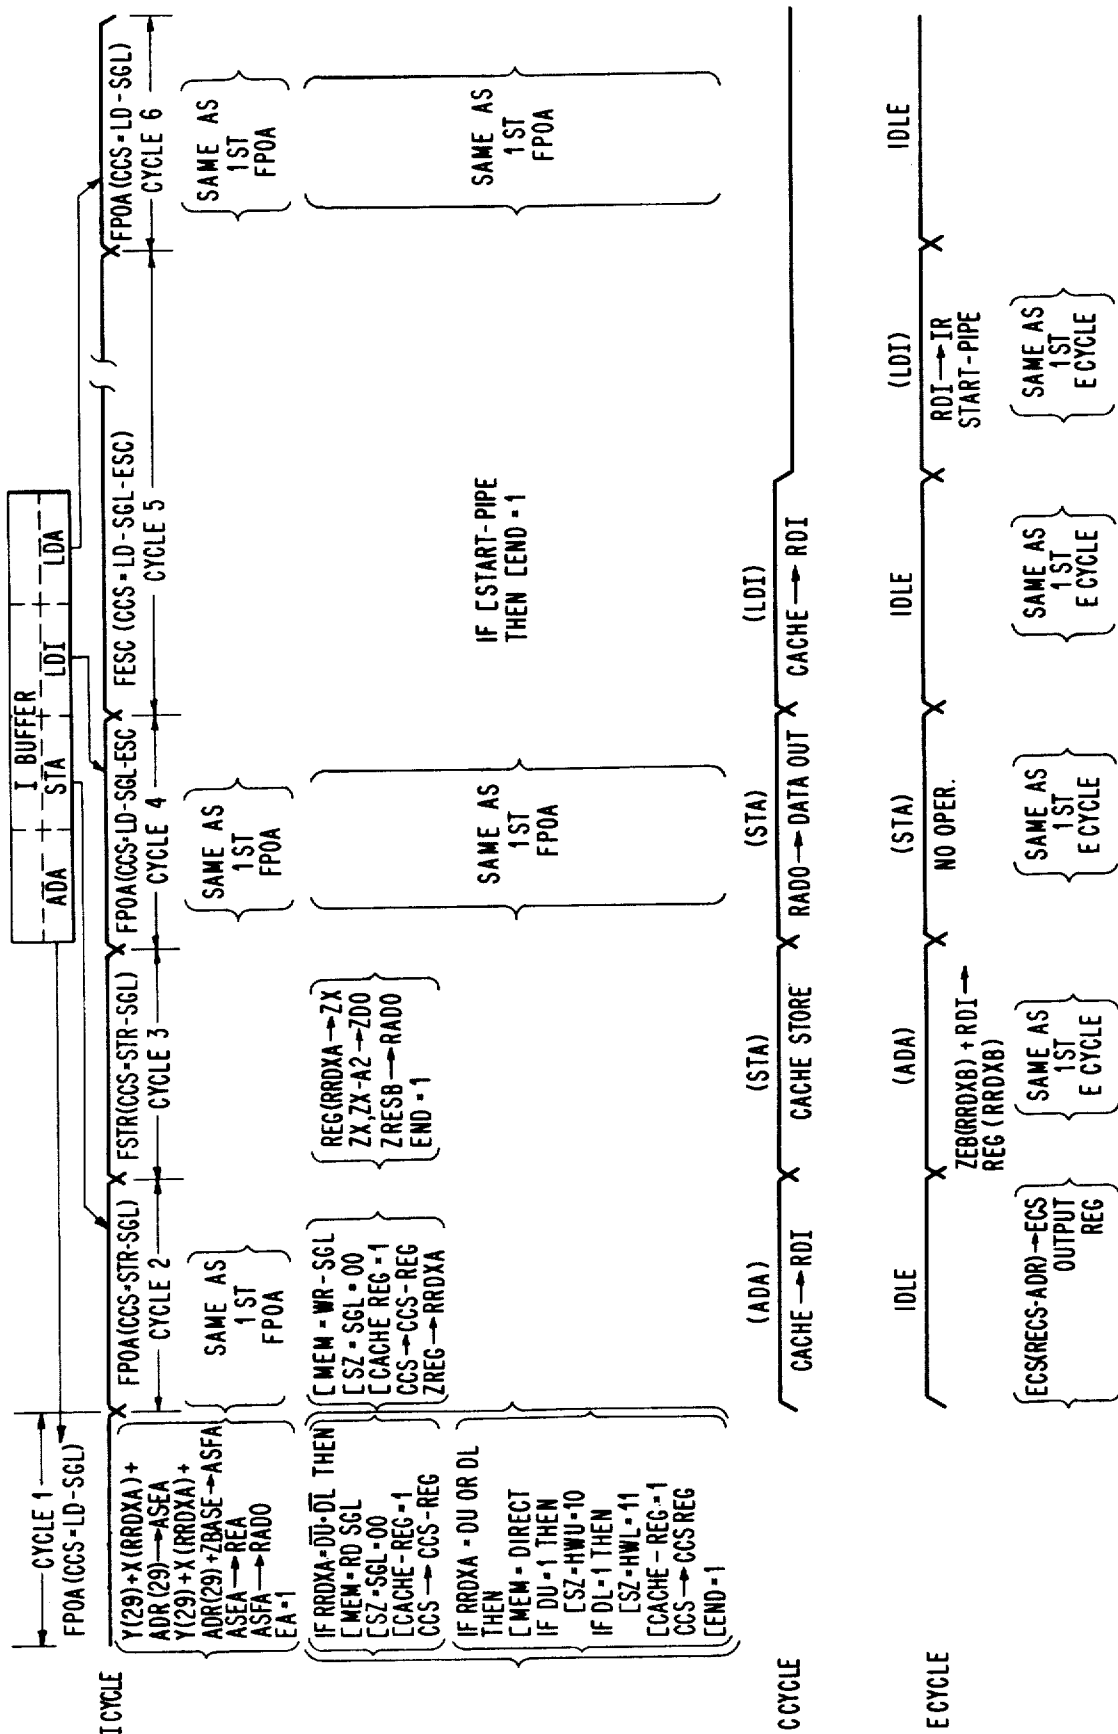 I BUFFER
ADA STA LDI LDA
CYCLE 1
FPOA (CCS=LD-SGL)
FPOA(CCS=STR-SGL)
CYCLE 2
FSTR(CCS=STR-SGL)
CYCLE 3
FPOA(CCS=LD-SGL-ESC
CYCLE 4
FESC (CCS=LD-SGL-ESC)
CYCLE 5
FPOA(CCS=LD-SGL)
CYCLE 6
I CYCLE
Y(29)+X(RRDXA)+
ADR(29)→ASEA
Y(29)+X(RRDXA)+
ADR(29)+ZBASE→ASFA
ASEA→REA
ASFA→RADO
EA=1
SAME AS
1 ST
FPOA
SAME AS
1 ST
FPOA
SAME AS
1 ST
FPOA
IF RRDXA=D̅U̅·D̅L̅ THEN
[MEM=RD SGL
[SZ=SGL=00
[CACHE-REG=1
CCS→CCS-REG
IF RRDXA = DU OR DL
THEN
[MEM=DIRECT
IF DU=1 THEN
[SZ=HWU=10
IF DL=1 THEN
[SZ=HWL=11
[CACHE-REG=1
CCS→CCS REG
[END=1
[MEM=WR-SGL
[SZ=SGL=00
[CACHE REG=1
CCS→CCS-REG
ZREG→RRDXA
REG(RRDXA→ZX
ZX,ZX-A2→ZDO
ZRESB→RADO
END=1
SAME AS
1 ST
FPOA
IF [START-PIPE
THEN [END=1
SAME AS
1 ST
FPOA
C CYCLE
(ADA)
CACHE→RDI
(STA)
CACHE STORE
(STA)
RADO→DATA OUT
(LDI)
CACHE→RDI
E CYCLE
IDLE
(ADA)
ZEB(RRDXB)+RDI→
REG (RRDXB)
(STA)
NO OPER.
IDLE
(LDI)
RDI→IR
START-PIPE
IDLE
ECS(RECS-ADR)→ECS
OUTPUT
REG
SAME AS
1 ST
E CYCLE
SAME AS
1 ST
E CYCLE
SAME AS
1 ST
E CYCLE
SAME AS
1 ST
E CYCLE